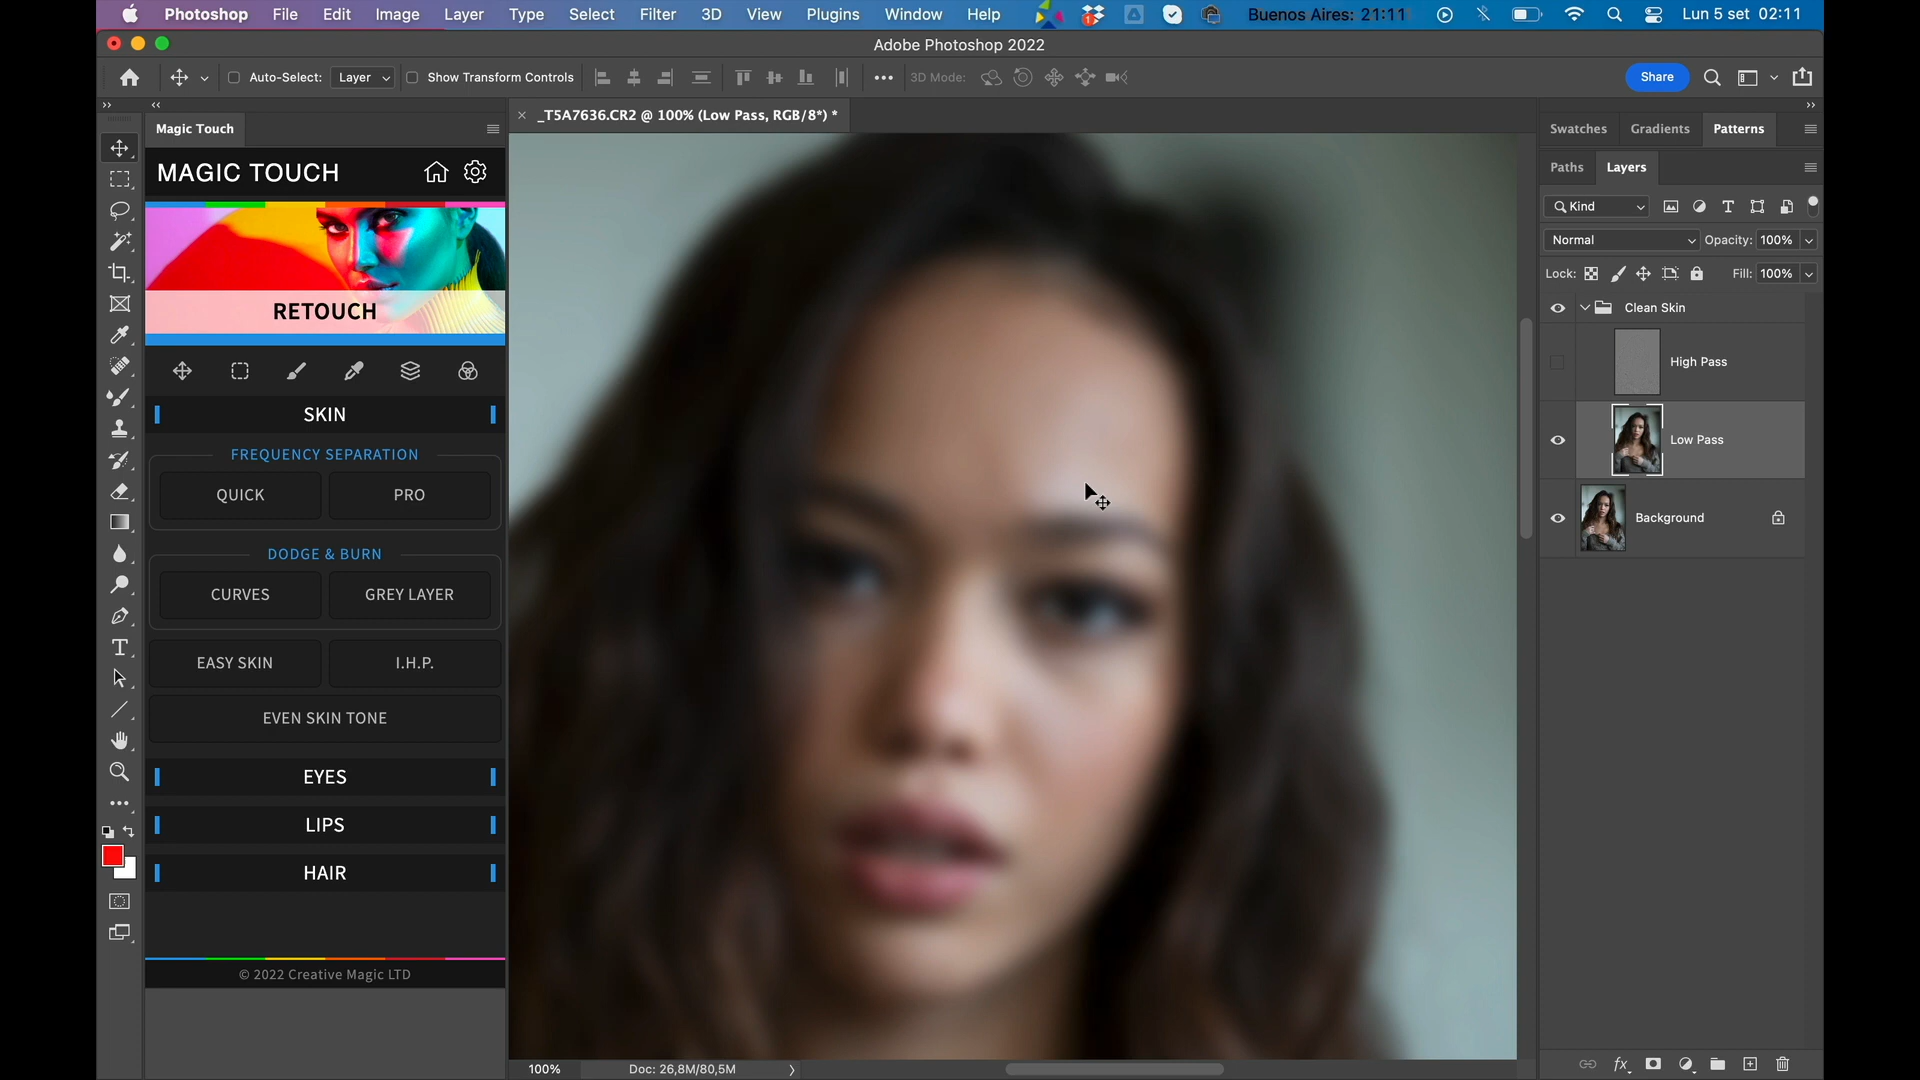 Photoshop File Edit Image Layer Type Select Filter 3D View Plugins Window Help 1 Buenos Aires: 21:11 Lun 5 set 02:11
Adobe Photoshop 2022
Auto-Select: Layer Show Transform Controls 3D Mode: Share
Magic Touch
_T5A7636.CR2 @ 100% (Low Pass, RGB/8*) *
Swatches Gradients Patterns
MAGIC TOUCH
Paths Layers
Kind
Normal Opacity: 100%
Lock: Fill: 100%
RETOUCH
Clean Skin
High Pass
Low Pass
Background
SKIN
FREQUENCY SEPARATION
QUICK PRO
DODGE & BURN
CURVES GREY LAYER
EASY SKIN I.H.P.
EVEN SKIN TONE
EYES
LIPS
HAIR
© 2022 Creative Magic LTD
100% Doc: 26,8M/80,5M
fx